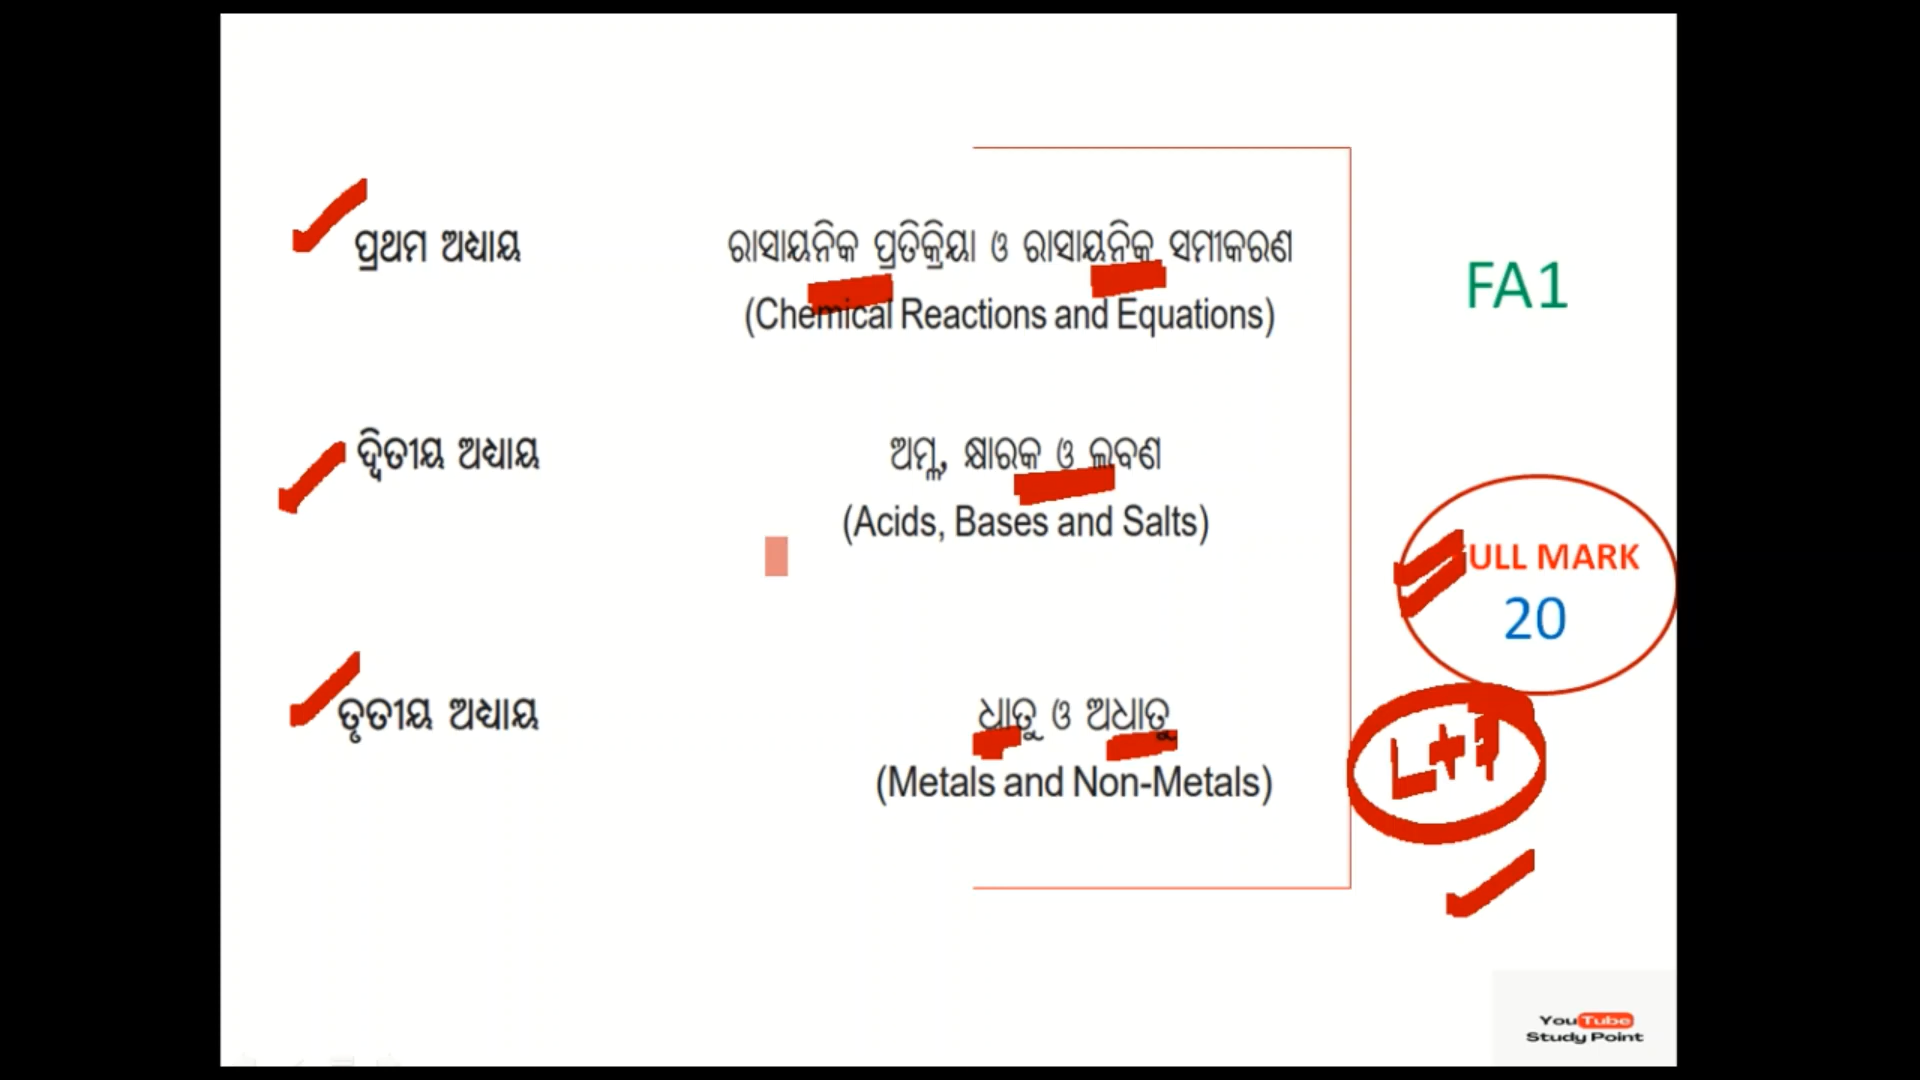 ପ୍ରଥମ ଅଧ୍ୟାୟ
ରାସାୟନିକ ପ୍ରତିକ୍ରିୟା ଓ ରାସାୟନିକ ସମୀକରଣ
(Chemical Reactions and Equations)
FA1
ଦ୍ୱିତୀୟ ଅଧ୍ୟାୟ
ଅମ୍ଳ, କ୍ଷାରକ ଓ ଲବଣ
(Acids, Bases and Salts)
ULL MARK
20
ତୃତୀୟ ଅଧ୍ୟାୟ
ଧାତୁ ଓ ଅଧାତୁ
(Metals and Non-Metals)
YouTube
Study Point